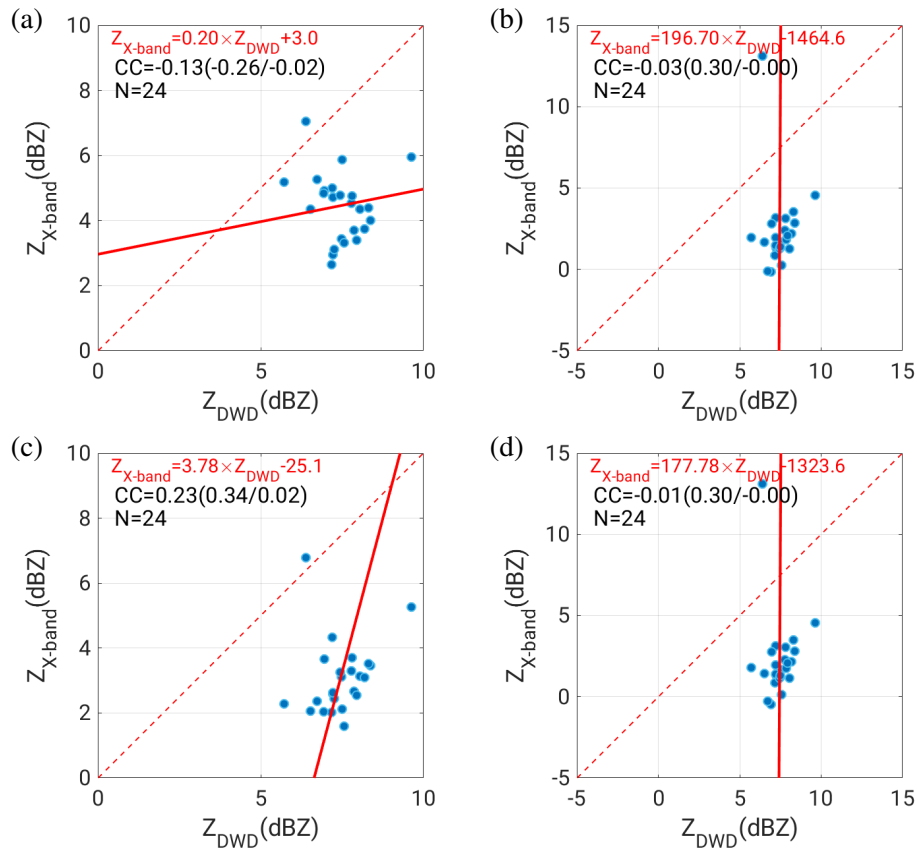 (a)
10
8
6
4
2
0
0 5 10
Z_X-band(dBZ)
Z_DWD(dBZ)
Z_X-band=0.20×Z_DWD+3.0
CC=-0.13(-0.26/-0.02)
N=24
(b)
15
10
5
0
-5
-5 0 5 10 15
Z_X-band(dBZ)
Z_DWD(dBZ)
Z_X-band=196.70×Z_DWD-1464.6
CC=-0.03(0.30/-0.00)
N=24
(c)
10
8
6
4
2
0
0 5 10
Z_X-band(dBZ)
Z_DWD(dBZ)
Z_X-band=3.78×Z_DWD-25.1
CC=0.23(0.34/0.02)
N=24
(d)
15
10
5
0
-5
-5 0 5 10 15
Z_X-band(dBZ)
Z_DWD(dBZ)
Z_X-band=177.78×Z_DWD-1323.6
CC=-0.01(0.30/-0.00)
N=24